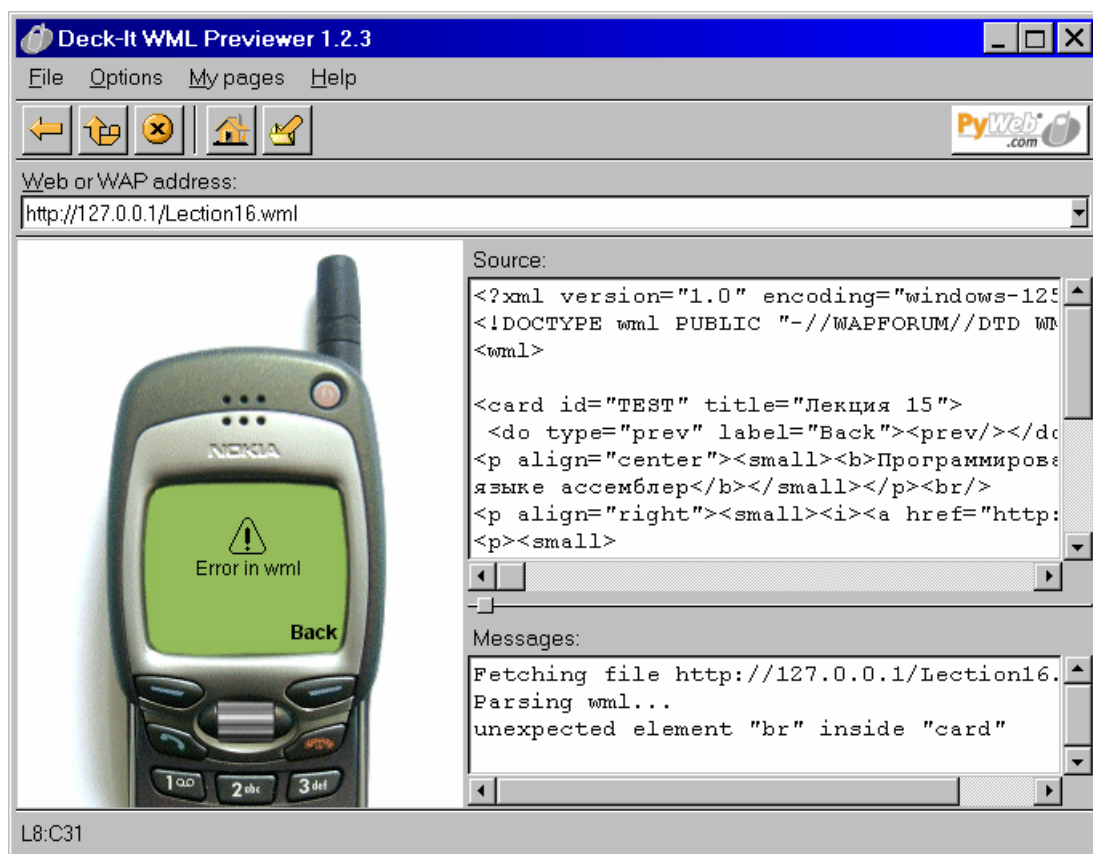 Deck-It WML Previewer 1.2.3
File Options My pages Help
PyWeb
.com
Web or WAP address:
http://127.0.0.1/Lection16.wml
NOKIA
Error in wml
Back
1
2 abc
3 def
Source:
<?xml version="1.0" encoding="windows-125
<!DOCTYPE wml PUBLIC "-//WAPFORUM//DTD WM
<wml>
<card id="TEST" title="Лекция 15">
<do type="prev" label="Back"><prev/></do
<p align="center"><small><b>Программирова
языке ассемблер</b></small></p><br/>
<p align="right"><small><i><a href="http:
<p><small>
Messages:
Fetching file http://127.0.0.1/Lection16.
Parsing wml...
unexpected element "br" inside "card"
L8:C31